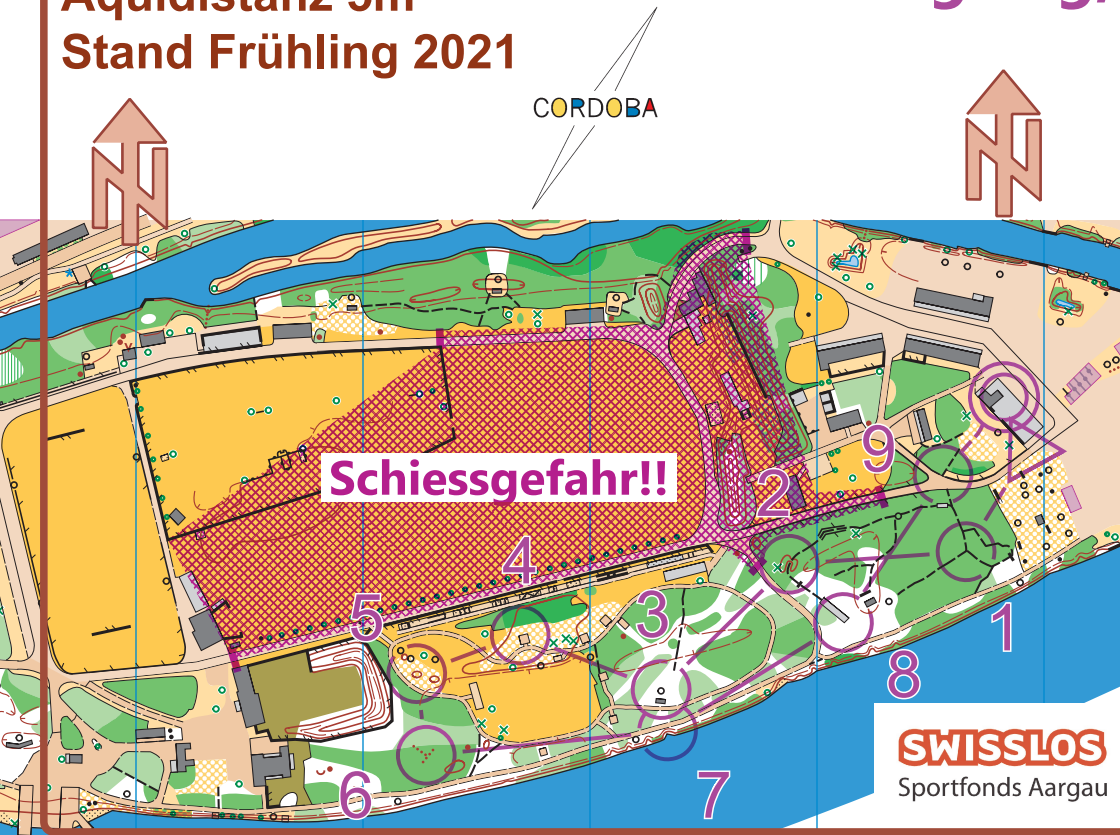 Äquidistanz 5m
Stand Frühling 2021
CORDOBA
N
N
Schiessgefahr!!
9
2
4
5
3
1
8
6
7
SWISSLOS
Sportfonds Aargau